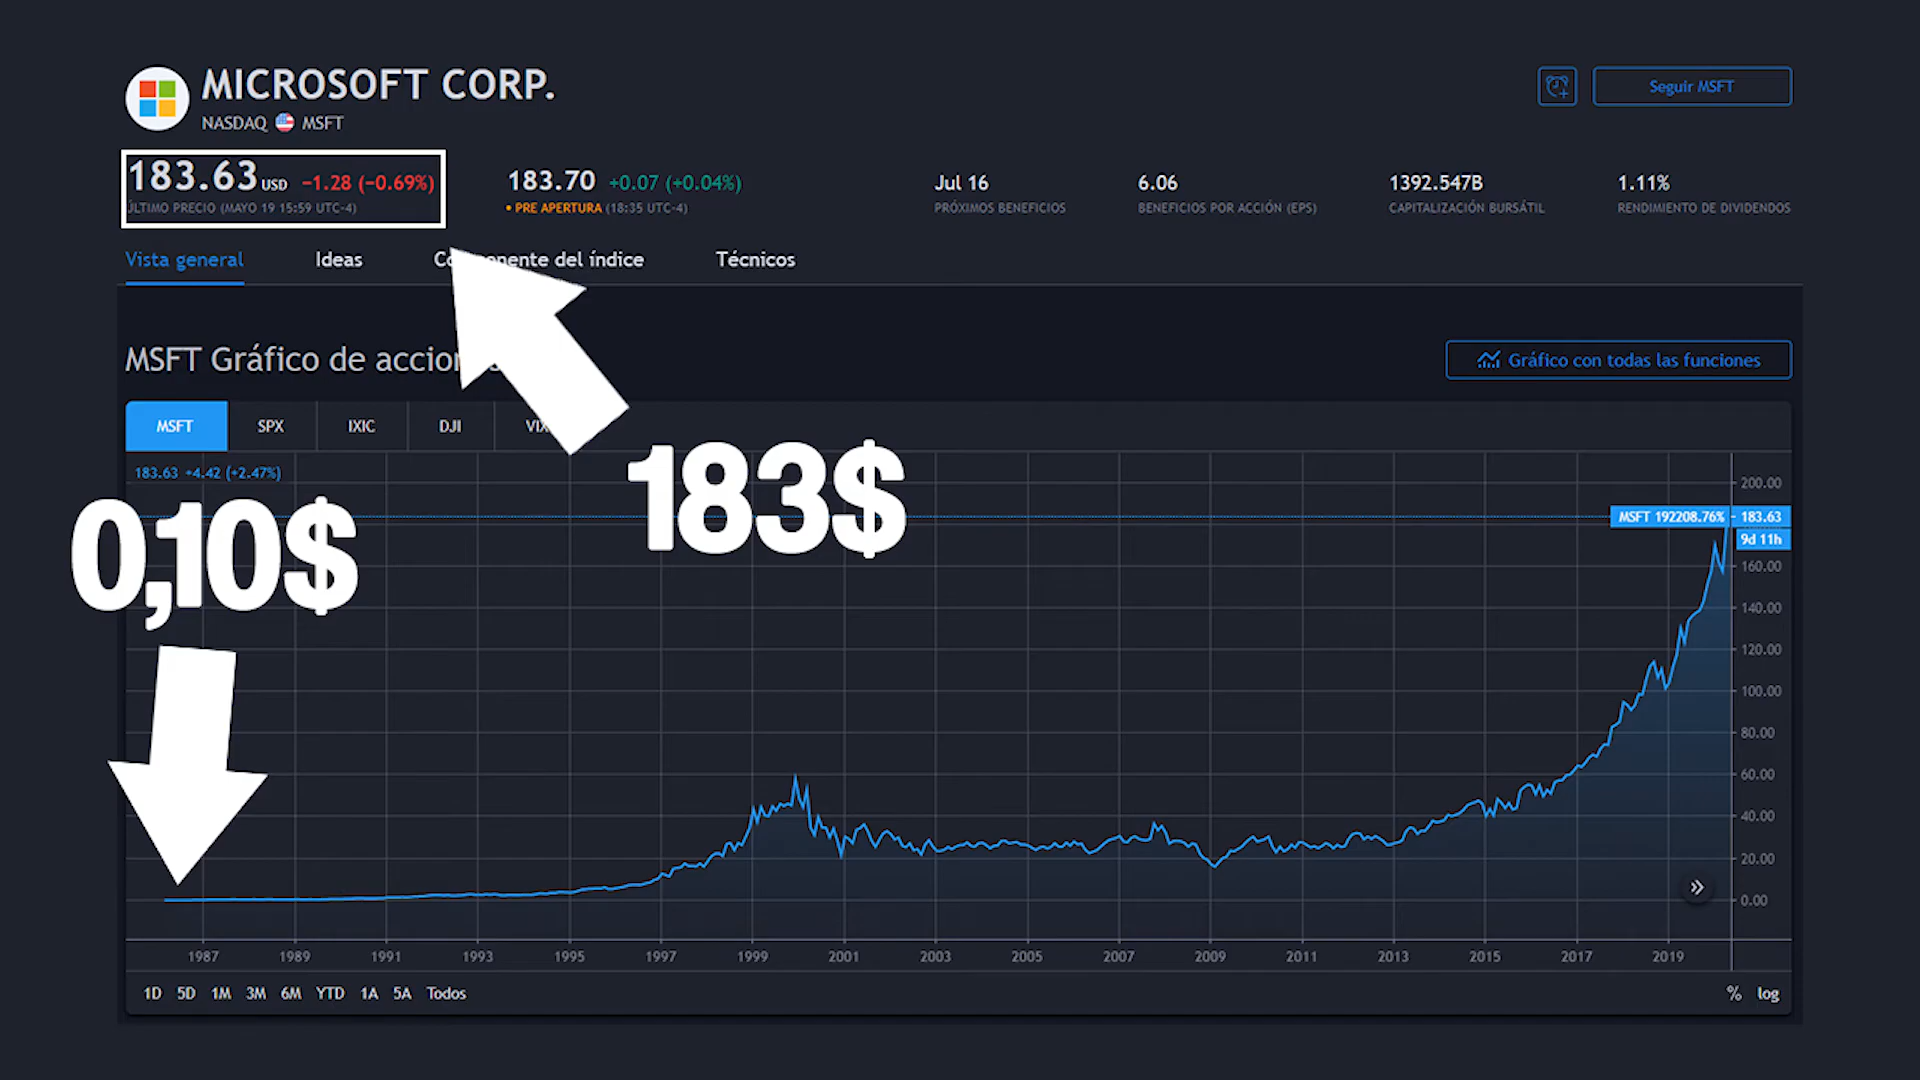 MICROSOFT CORP.
NASDAQ MSFT
Seguir MSFT
183.63 USD −1.28 (−0.69%)
ÚLTIMO PRECIO (MAYO 19 15:59 UTC-4)
183.70 +0.07 (+0.04%)
• PRE APERTURA (18:35 UTC-4)
Jul 16
PRÓXIMOS BENEFICIOS
6.06
BENEFICIOS POR ACCIÓN (EPS)
1392.547B
CAPITALIZACIÓN BURSÁTIL
1.11%
RENDIMIENTO DE DIVIDENDOS
Vista general Ideas del índice Técnicos
MSFT Gráfico de
Gráfico con todas las funciones
MSFT SPX IXIC DJI VIX
183.63 +4.42 (+2.47%)
183$
0,10$
200.00
MSFT 192208.76% - 183.63
9d 11h
160.00
140.00
120.00
100.00
80.00
60.00
40.00
20.00
0.00
1987 1989 1991 1993 1995 1997 1999 2001 2003 2005 2007 2009 2011 2013 2015 2017 2019
1D 5D 1M 3M 6M YTD 1A 5A Todos
% log